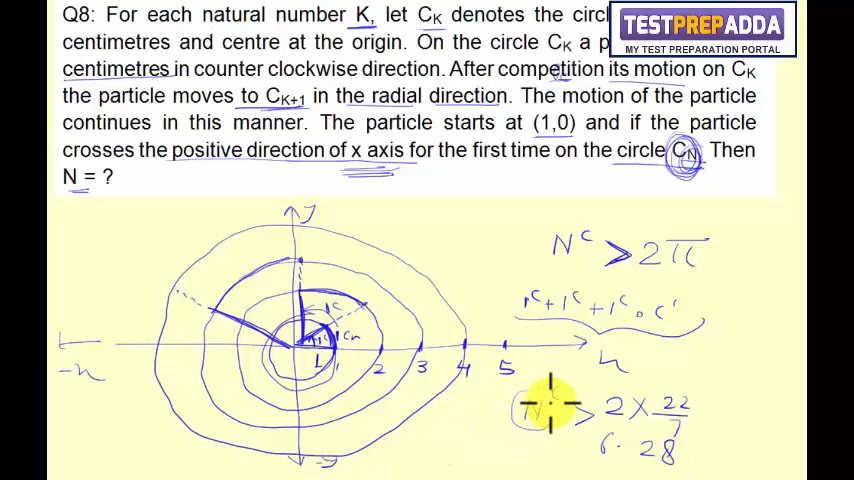 Q8: For each natural number K, let CK denotes the circl
centimetres and centre at the origin. On the circle CK a p
centimetres in counter clockwise direction. After competition its motion on CK
the particle moves to CK+1 in the radial direction. The motion of the particle
continues in this manner. The particle starts at (1,0) and if the particle
crosses the positive direction of x axis for the first time on the circle CN. Then
N = ?
TESTPREPADDA
MY TEST PREPARATION PORTAL
y
N^c > 2π
1^c + 1^c + 1^c
n
-n
1^c
L
1 2 3 4 5
-y
N > 2 × 22/7
6.28